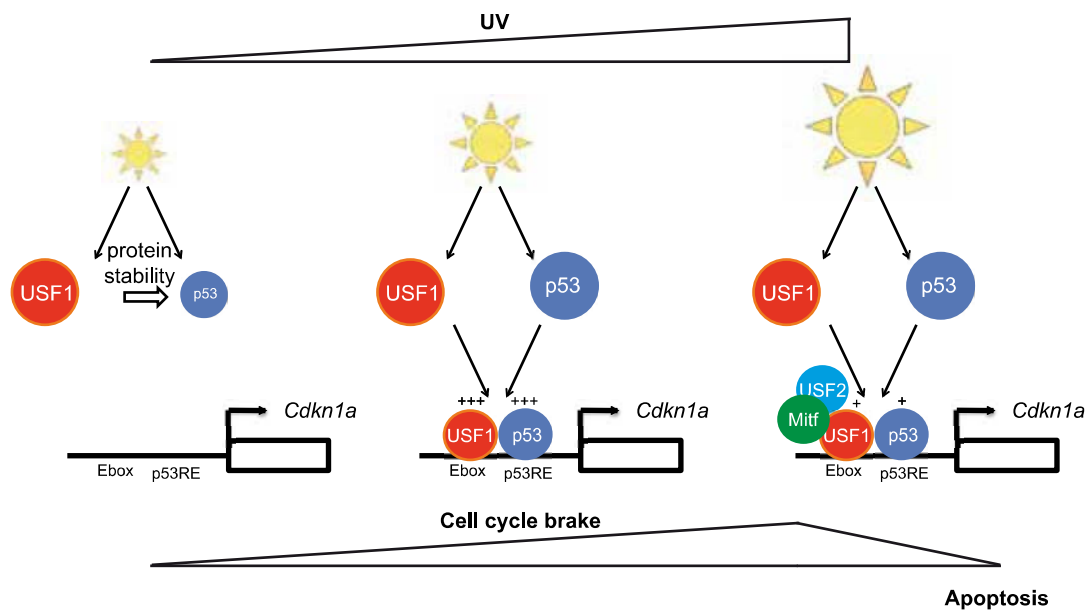 UV
protein
stability
USF1
p53
USF1
p53
USF1
p53
+++
+++
USF2
+
+
Mitf
Cdkn1a
USF1
p53
Cdkn1a
USF1
p53
Cdkn1a
Ebox
p53RE
Ebox
p53RE
Ebox
p53RE
Cell cycle brake
Apoptosis